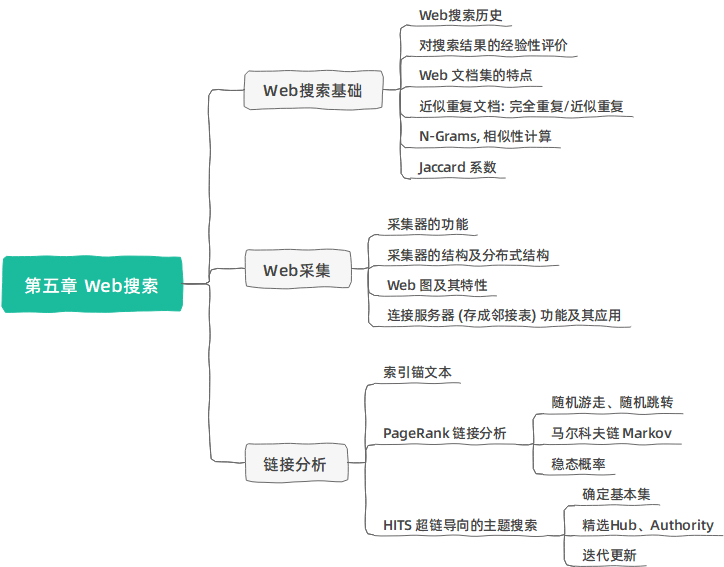 第五章 Web搜索
Web搜索基础
Web搜索历史
对搜索结果的经验性评价
Web 文档集的特点
近似重复文档: 完全重复/近似重复
N-Grams, 相似性计算
Jaccard 系数
Web采集
采集器的功能
采集器的结构及分布式结构
Web 图及其特性
连接服务器 (存成邻接表) 功能及其应用
链接分析
索引锚文本
PageRank 链接分析
随机游走、随机跳转
马尔科夫链 Markov
稳态概率
HITS 超链导向的主题搜索
确定基本集
精选Hub、Authority
迭代更新